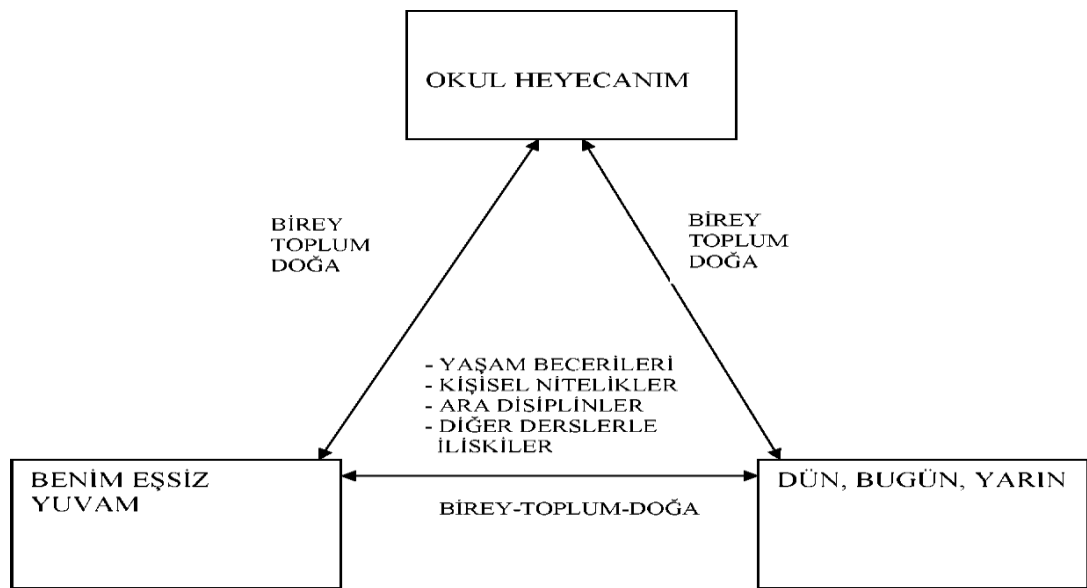 OKUL HEYECANIM
BİREY
TOPLUM
DOĞA
BİREY
TOPLUM
DOĞA
- YAŞAM BECERİLERİ
- KİŞİSEL NİTELİKLER
- ARA DİSİPLİNLER
- DİĞER DERSLERLE
İLİSKİLER
BENİM EŞSİZ
YUVAM
DÜN, BUGÜN, YARIN
BİREY-TOPLUM-DOĞA